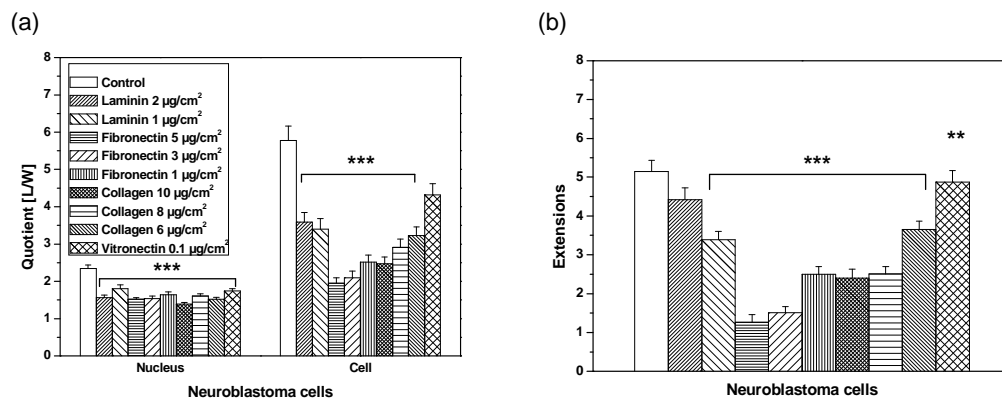 (a)
8
7
6
5
4
3
2
1
0
Quotient [L/W]
Control
Laminin 2 µg/cm²
Laminin 1 µg/cm²
Fibronectin 5 µg/cm²
Fibronectin 3 µg/cm²
Fibronectin 1 µg/cm²
Collagen 10 µg/cm²
Collagen 8 µg/cm²
Collagen 6 µg/cm²
Vitronectin 0.1 µg/cm²
***
***
Nucleus Cell
Neuroblastoma cells
(b)
8
7
6
5
4
3
2
1
0
Extensions
***
**
Neuroblastoma cells